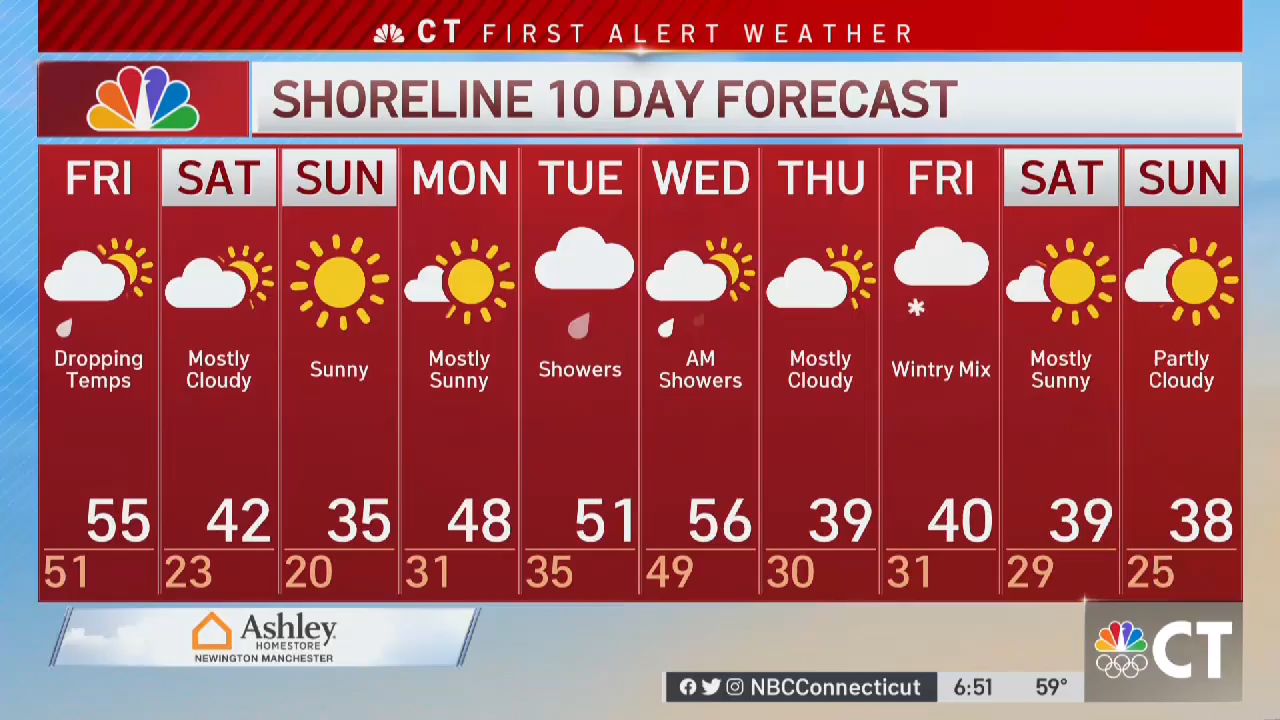 CT FIRST ALERT WEATHER
SHORELINE 10 DAY FORECAST
FRI SAT SUN MON TUE WED THU FRI SAT SUN
Dropping Temps
Mostly Cloudy
Sunny
Mostly Sunny
Showers
AM Showers
Mostly Cloudy
Wintry Mix
Mostly Sunny
Partly Cloudy
55 42 35 48 51 56 39 40 39 38
51 23 20 31 35 49 30 31 29 25
Ashley
HOMESTORE
NEWINGTON MANCHESTER
CT
NBCConnecticut 6:51 59°